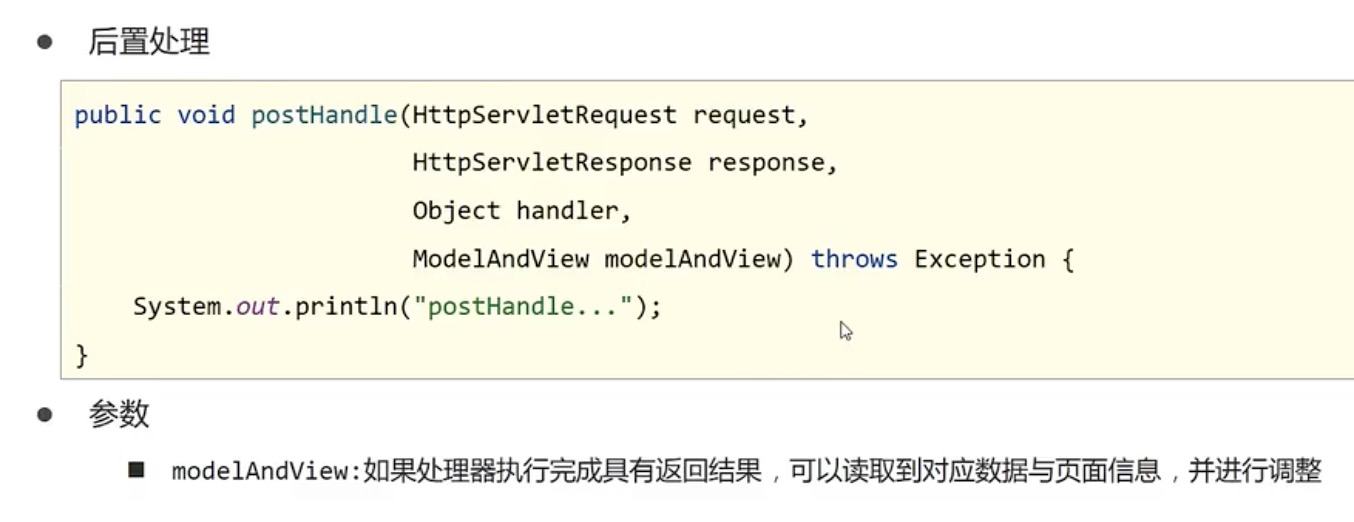 ● 后置处理
public void postHandle(HttpServletRequest request,
HttpServletResponse response,
Object handler,
ModelAndView modelAndView) throws Exception {
System.out.println("postHandle...");
}
● 参数
■ modelAndView:如果处理器执行完成具有返回结果，可以读取到对应数据与页面信息，并进行调整